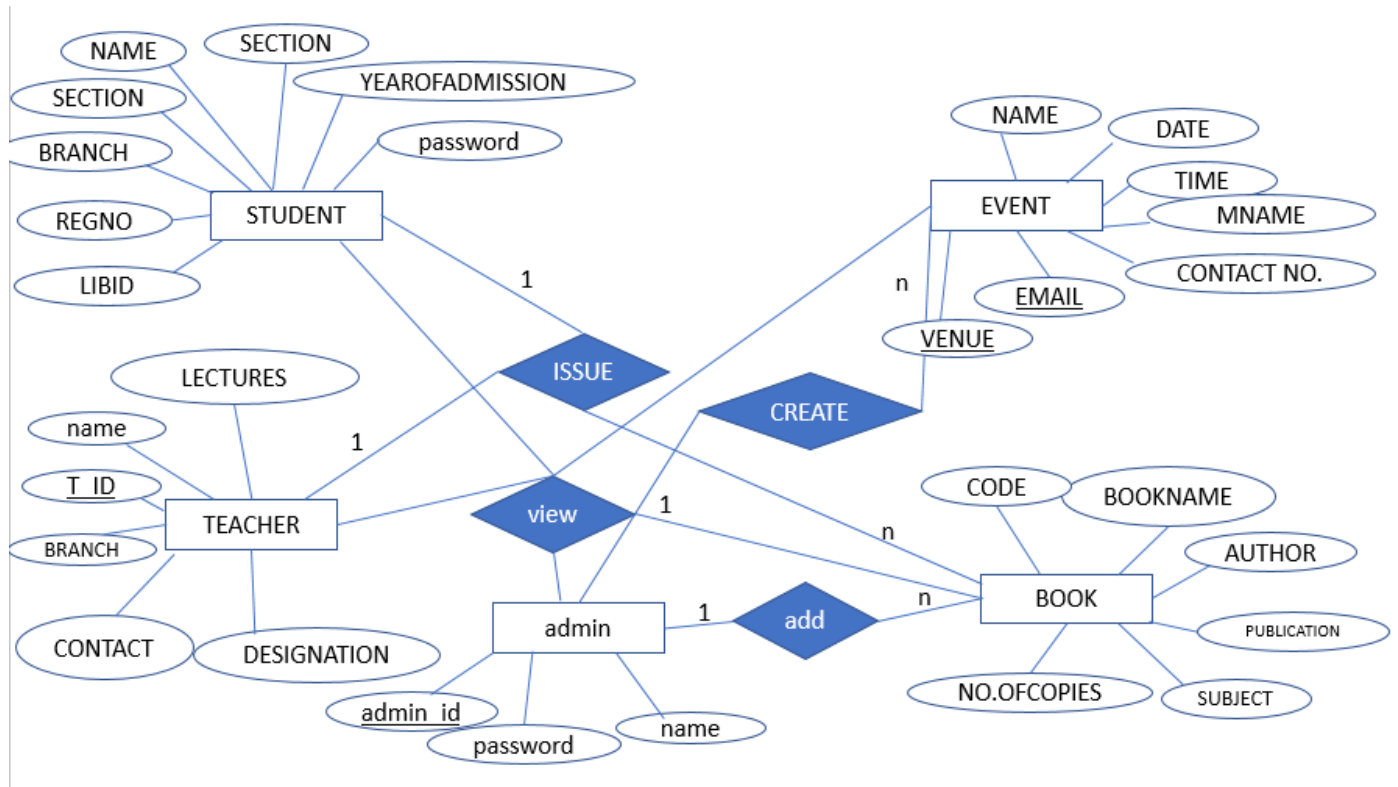 NAME
SECTION
YEAROFADMISSION
SECTION
password
BRANCH
REGNO
STUDENT
LIBID
NAME
DATE
TIME
EVENT
MNAME
CONTACT NO.
EMAIL
VENUE
1
n
ISSUE
CREATE
LECTURES
name
1
T_ID
TEACHER
BRANCH
CONTACT
DESIGNATION
view
1
n
CODE
BOOKNAME
AUTHOR
BOOK
PUBLICATION
SUBJECT
NO.OFCOPIES
admin
1
add
n
admin_id
password
name